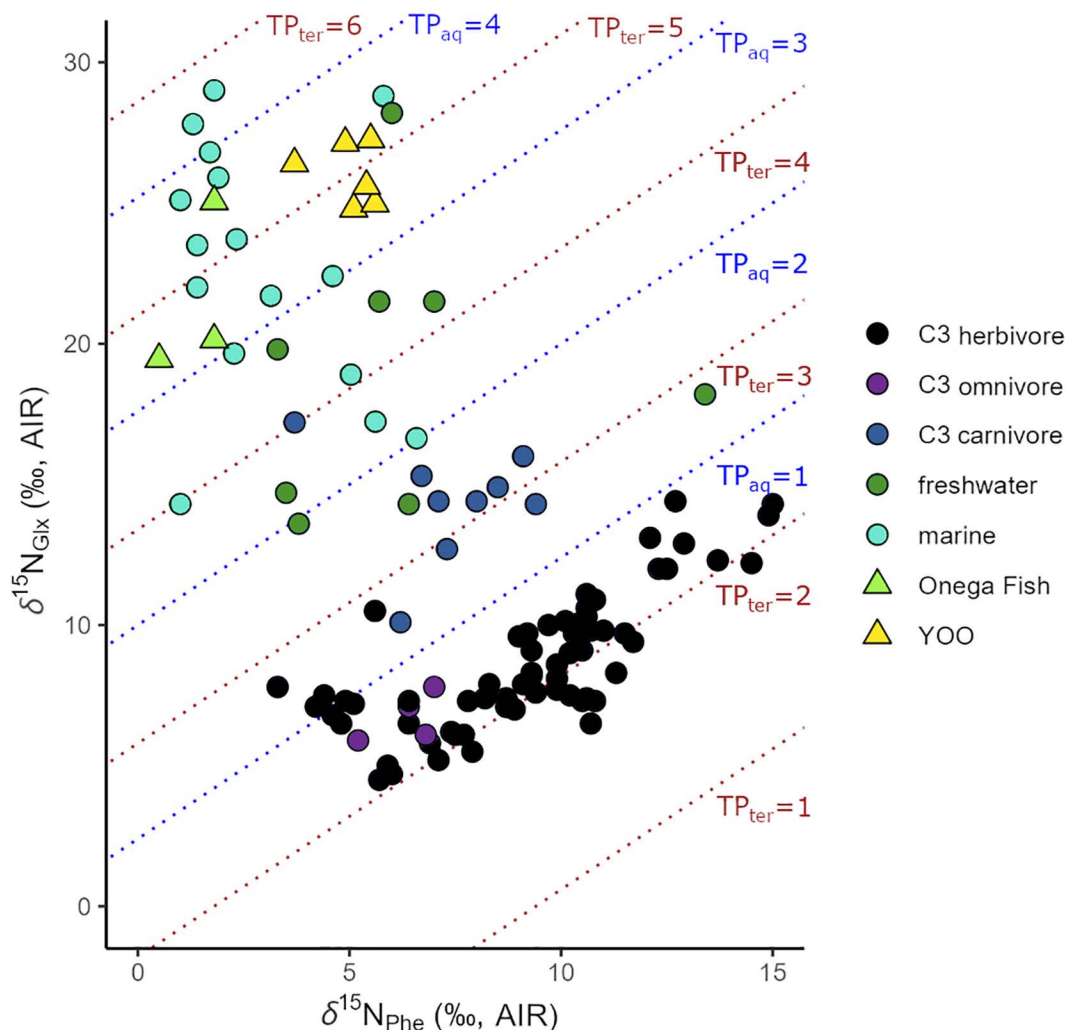 TPter=6
TPaq=4
TPter=5
TPaq=3
30
TPter=4
TPaq=2
20
TPter=3
TPaq=1
10
TPter=2
TPter=1
0
0 5 10 15
δ15NGlx (‰, AIR)
δ15NPhe (‰, AIR)
C3 herbivore
C3 omnivore
C3 carnivore
freshwater
marine
Onega Fish
YOO